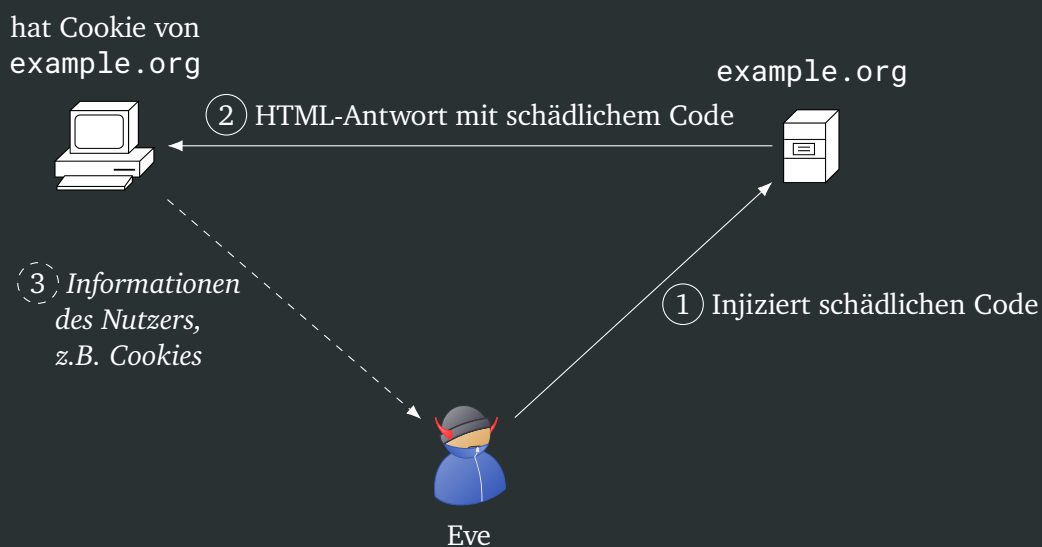 hat Cookie von
example.org
example.org
2 HTML-Antwort mit schädlichem Code
3 Informationen
des Nutzers,
z.B. Cookies
1 Injiziert schädlichen Code
Eve